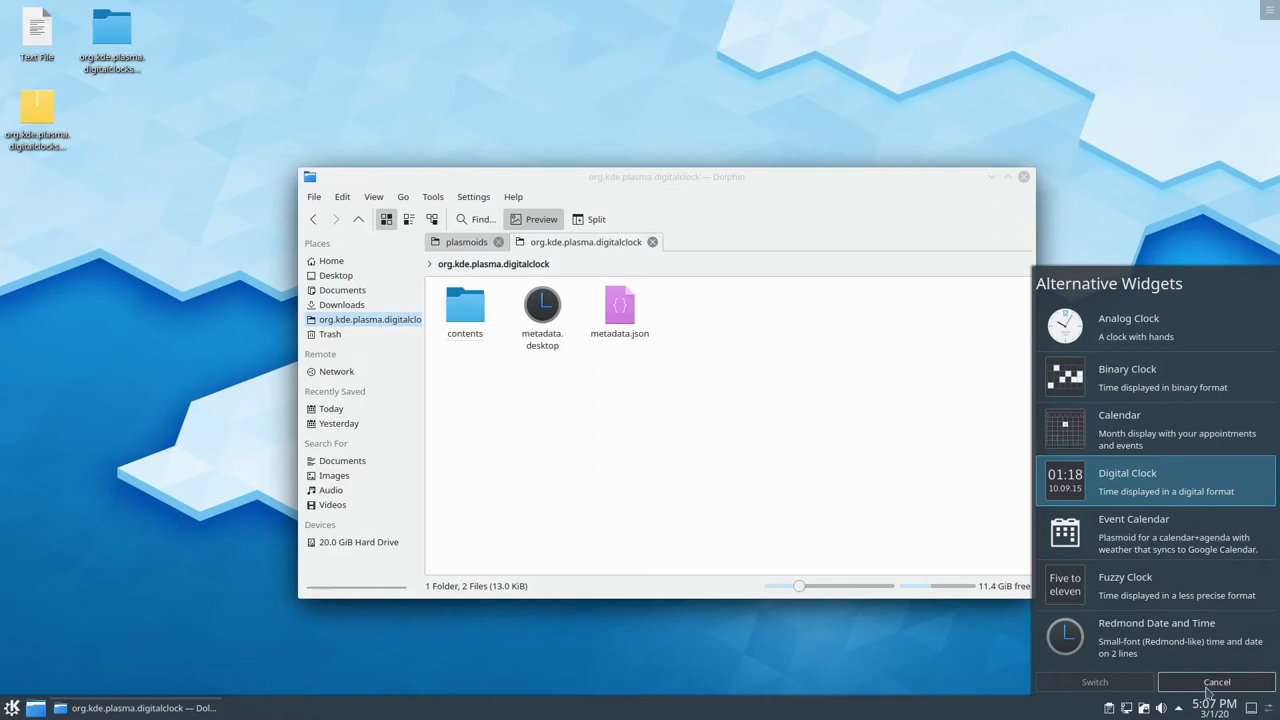 Text File
org.kde.plasma.
digitalclocks...
org.kde.plasma.
digitalclocks...
org.kde.plasma.digitalclock — Dolphin
File Edit View Go Tools Settings Help
Find... Preview Split
plasmoids org.kde.plasma.digitalclock
org.kde.plasma.digitalclock
Places
Home
Desktop
Documents
Downloads
org.kde.plasma.digitalclo
Trash
Remote
Network
Recently Saved
Today
Yesterday
Search For
Documents
Images
Audio
Videos
Devices
20.0 GiB Hard Drive
contents
metadata.
desktop
metadata.json
1 Folder, 2 Files (13.0 KiB)
11.4 GiB free
Alternative Widgets
Analog Clock
A clock with hands
Binary Clock
Time displayed in binary format
Calendar
Month display with your appointments
and events
01:18
10.09.15
Digital Clock
Time displayed in a digital format
Event Calendar
Plasmoid for a calendar+agenda with
weather that syncs to Google Calendar.
Five to
eleven
Fuzzy Clock
Time displayed in a less precise format
Redmond Date and Time
Small-font (Redmond-like) time and date
on 2 lines
Switch Cancel
org.kde.plasma.digitalclock — Dol...
5:07 PM
3/1/20